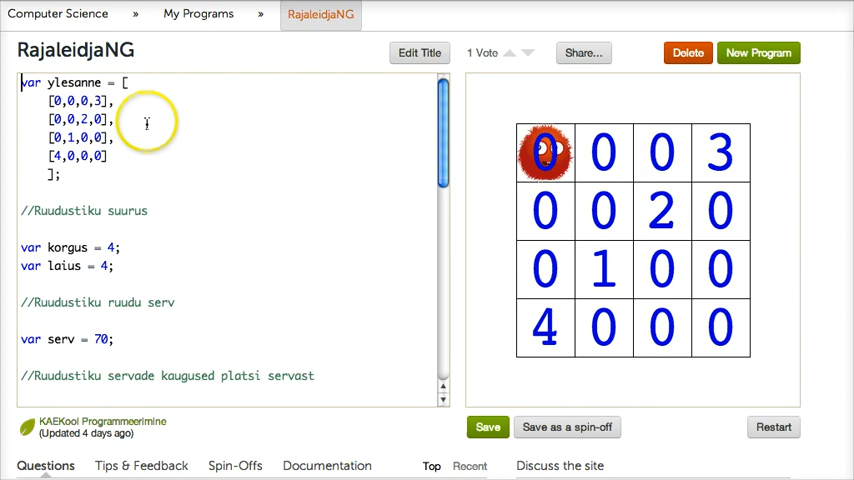 Computer Science » My Programs » RajaleidjaNG
RajaleidjaNG Edit Title 1 Vote Share... Delete New Program
var ylesanne = [
[0,0,0,3],
[0,0,2,0],
[0,1,0,0],
[4,0,0,0]
];
//Ruudustiku suurus
var korgus = 4;
var laius = 4;
//Ruudustiku ruudu serv
var serv = 70;
//Ruudustiku servade kaugused platsi servast
0 0 0 3
0 0 2 0
0 1 0 0
4 0 0 0
KAEKool Programmeerimine
(Updated 4 days ago)
Save Save as a spin-off Restart
Questions Tips & Feedback Spin-Offs Documentation Top Recent Discuss the site